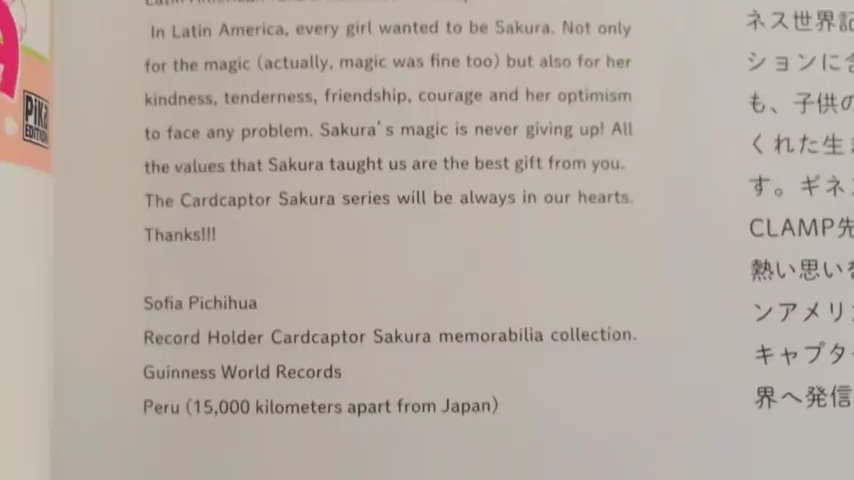 In Latin America, every girl wanted to be Sakura. Not only
for the magic (actually, magic was fine too) but also for her
kindness, tenderness, friendship, courage and her optimism
to face any problem. Sakura's magic is never giving up! All
the values that Sakura taught us are the best gift from you.
The Cardcaptor Sakura series will be always in our hearts.
Thanks!!!
Sofia Pichihua
Record Holder Cardcaptor Sakura memorabilia collection.
Guinness World Records
Peru (15,000 kilometers apart from Japan)
ネス世界記
ションに
も、子供の
くれた生
す。ギネ
CLAMP先
熱い思いを
ンアメリ
キャプター
界へ発信
Pika
EDITION